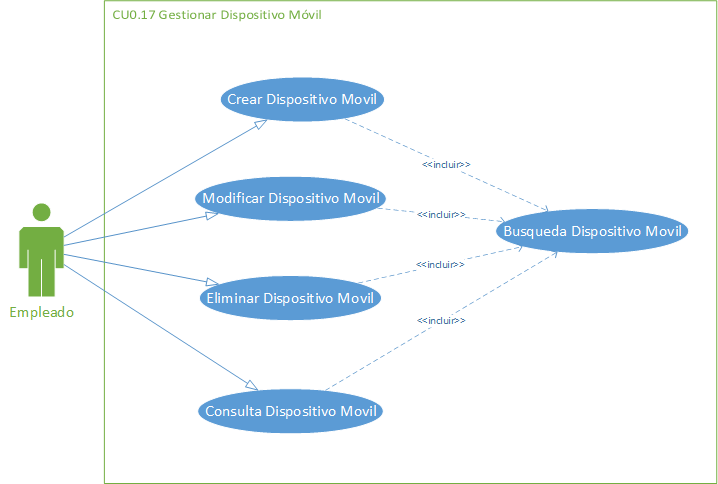 CU0.17 Gestionar Dispositivo Móvil
Crear Dispositivo Movil
<<incluir>>
Modificar Dispositivo Movil
<<incluir>>
Busqueda Dispositivo Movil
<<incluir>>
Eliminar Dispositivo Movil
Empleado
<<incluir>>
Consulta Dispositivo Movil